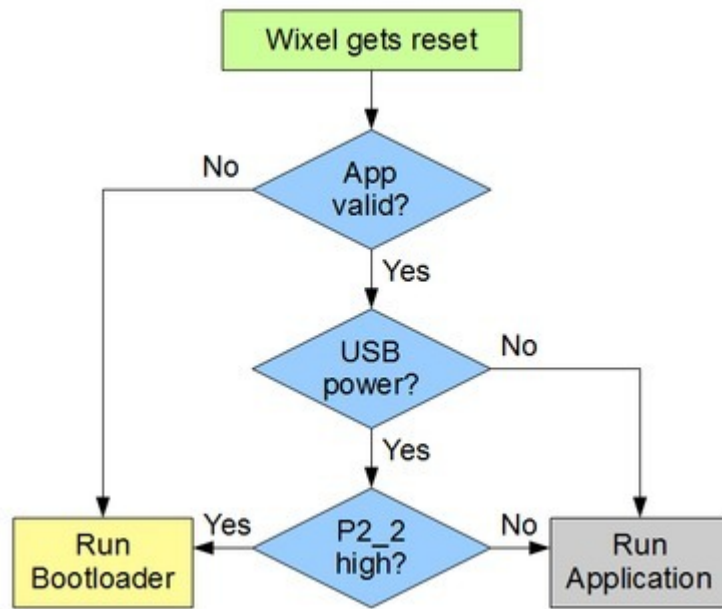 Wixel gets reset
No
App
valid?
Yes
USB
power?
No
Yes
Run
Bootloader
Yes
P2_2
high?
No
Run
Application